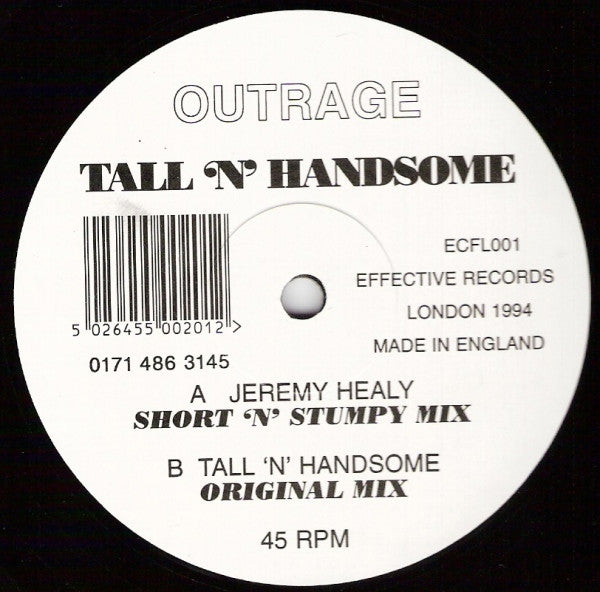 OUTRAGE
TALL 'N' HANDSOME
ECFL001
EFFECTIVE RECORDS
LONDON 1994
MADE IN ENGLAND
5 026455 002012 >
0171 486 3145
A JEREMY HEALY
SHORT 'N' STUMPY MIX
B TALL 'N' HANDSOME
ORIGINAL MIX
45 RPM